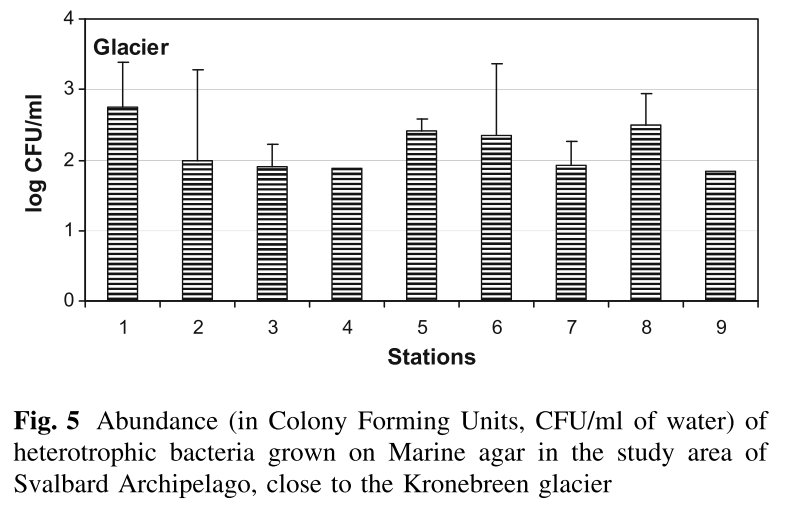 4
Glacier
3
2
1
0
log CFU/ml
1 2 3 4 5 6 7 8 9
Stations
Fig. 5 Abundance (in Colony Forming Units, CFU/ml of water) of
heterotrophic bacteria grown on Marine agar in the study area of
Svalbard Archipelago, close to the Kronebreen glacier